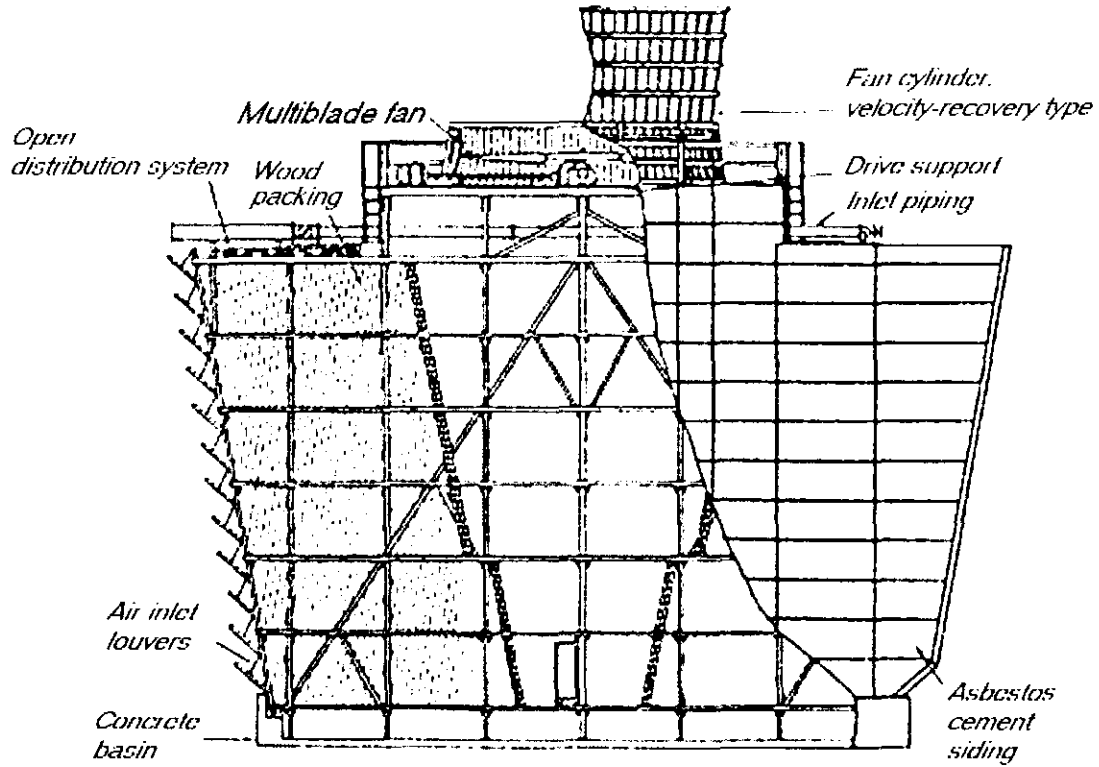 Fan cylinder,
velocity-recovery type
Multiblade fan
Open
distribution system
Wood
packing
Drive support
Inlet piping
Air inlet
louvers
Concrete
basin
Asbestos
cement
siding